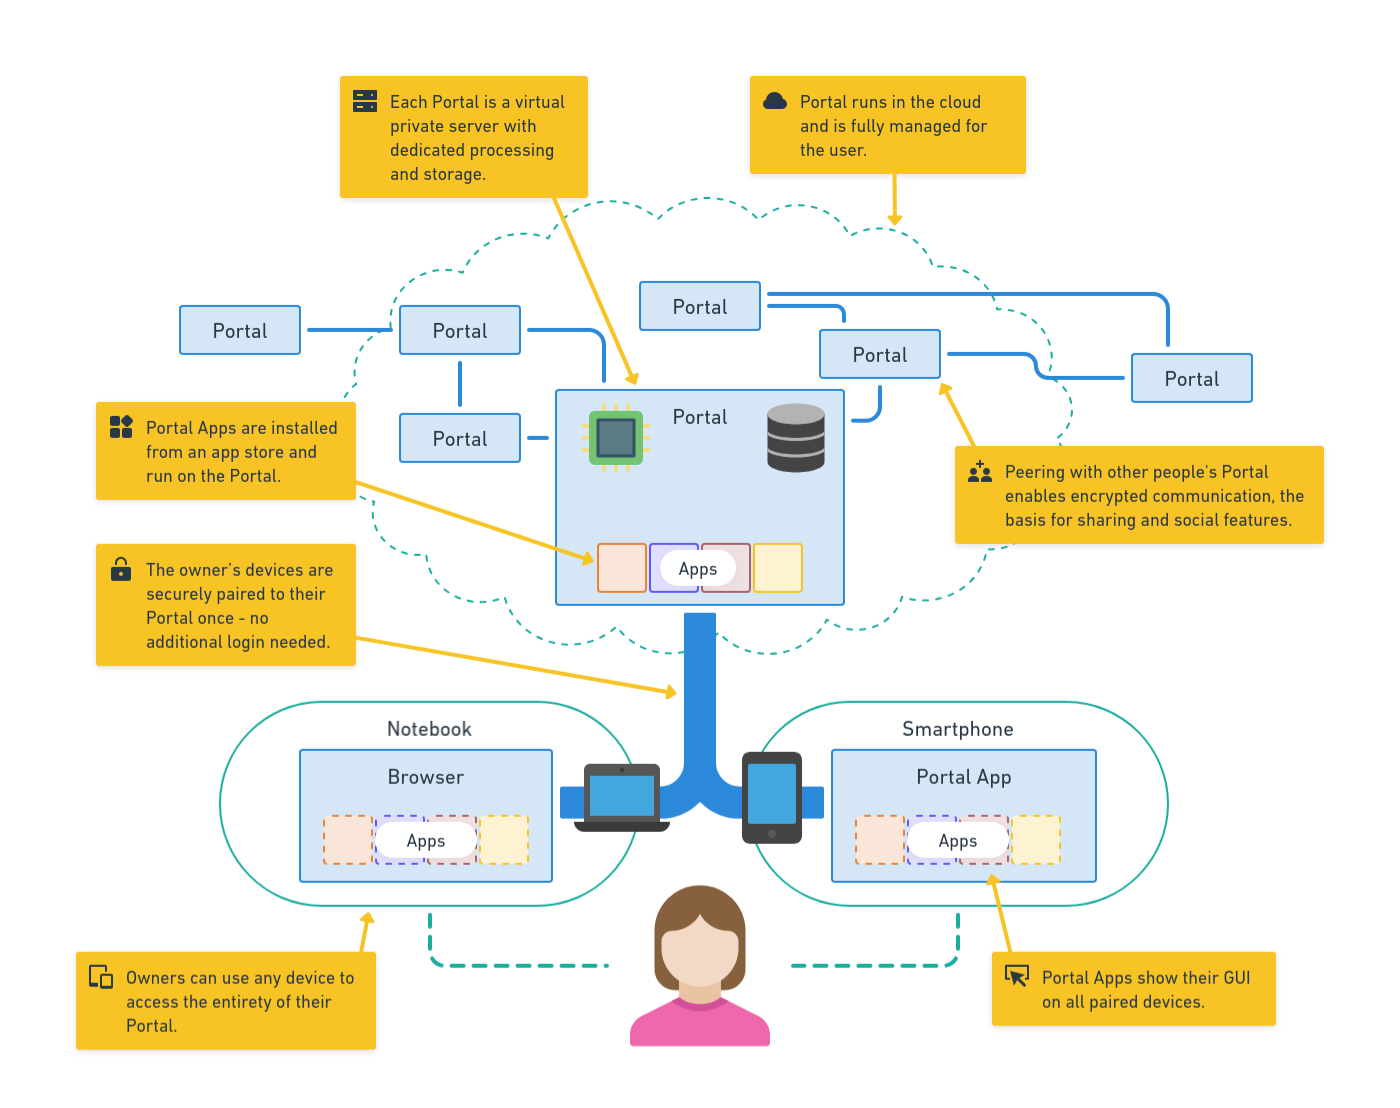 Each Portal is a virtual
private server with
dedicated processing
and storage.
Portal runs in the cloud
and is fully managed for
the user.
Portal
Portal
Portal
Portal
Portal
Portal
Portal
Portal Apps are installed
from an app store and
run on the Portal.
Peering with other people's Portal
enables encrypted communication, the
basis for sharing and social features.
Apps
The owner's devices are
securely paired to their
Portal once - no
additional login needed.
Notebook
Browser
Apps
Smartphone
Portal App
Apps
Owners can use any device to
access the entirety of their
Portal.
Portal Apps show their GUI
on all paired devices.